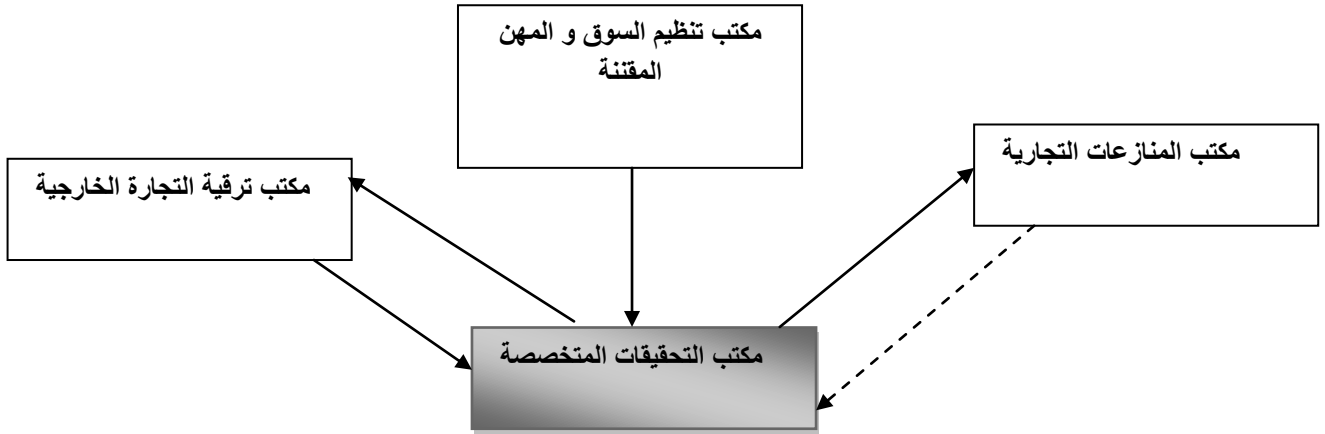 مكتب تنظيم السوق و المهن
المقننة
مكتب المنازعات التجارية
مكتب ترقية التجارة الخارجية
مكتب التحقيقات المتخصصة